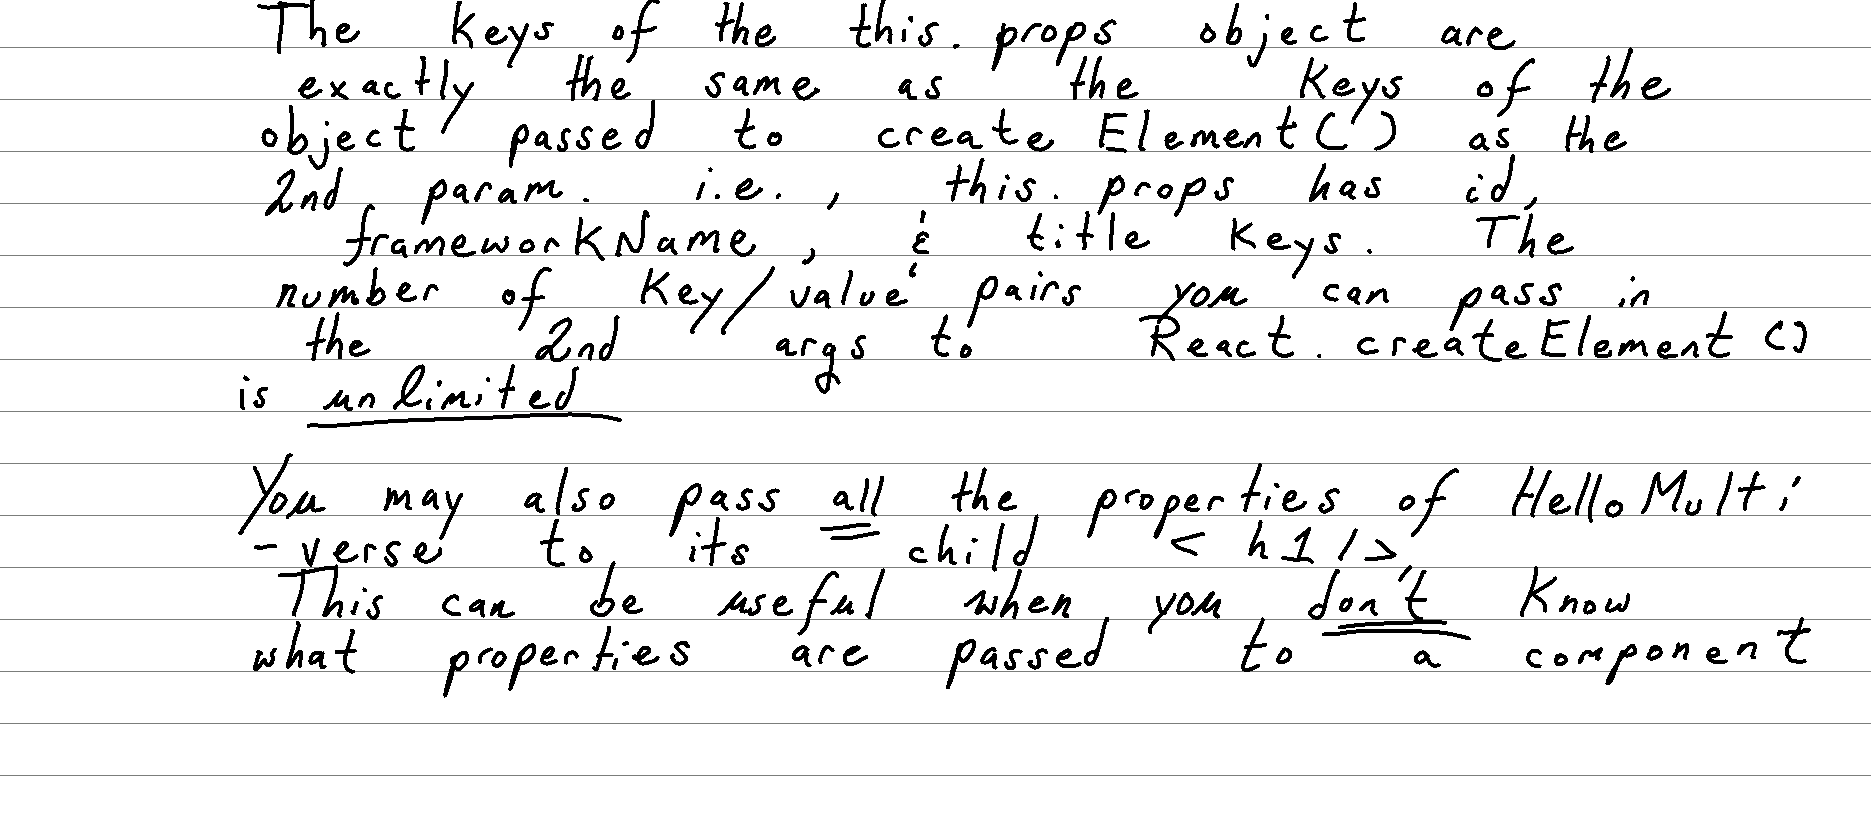 The keys of the this.props object are
exactly the same as the keys of the
object passed to createElement() as the
2nd param. i.e., this.props has id,
frameworkName, & title keys. The
number of key/value pairs you can pass in
the 2nd args to React.createElement()
is unlimited
You may also pass all the properties of HelloMulti
-verse to its child <h1/>
This can be useful when you don't know
what properties are passed to a component